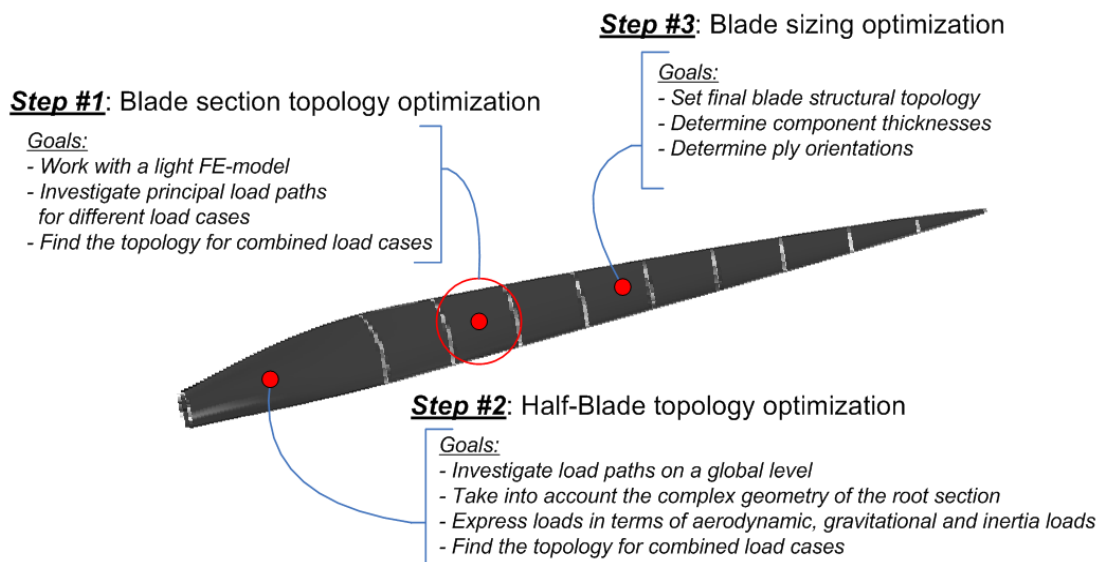 Step #3: Blade sizing optimization
Goals:
- Set final blade structural topology
- Determine component thicknesses
- Determine ply orientations
Step #1: Blade section topology optimization
Goals:
- Work with a light FE-model
- Investigate principal load paths
for different load cases
- Find the topology for combined load cases
Step #2: Half-Blade topology optimization
Goals:
- Investigate load paths on a global level
- Take into account the complex geometry of the root section
- Express loads in terms of aerodynamic, gravitational and inertia loads
- Find the topology for combined load cases